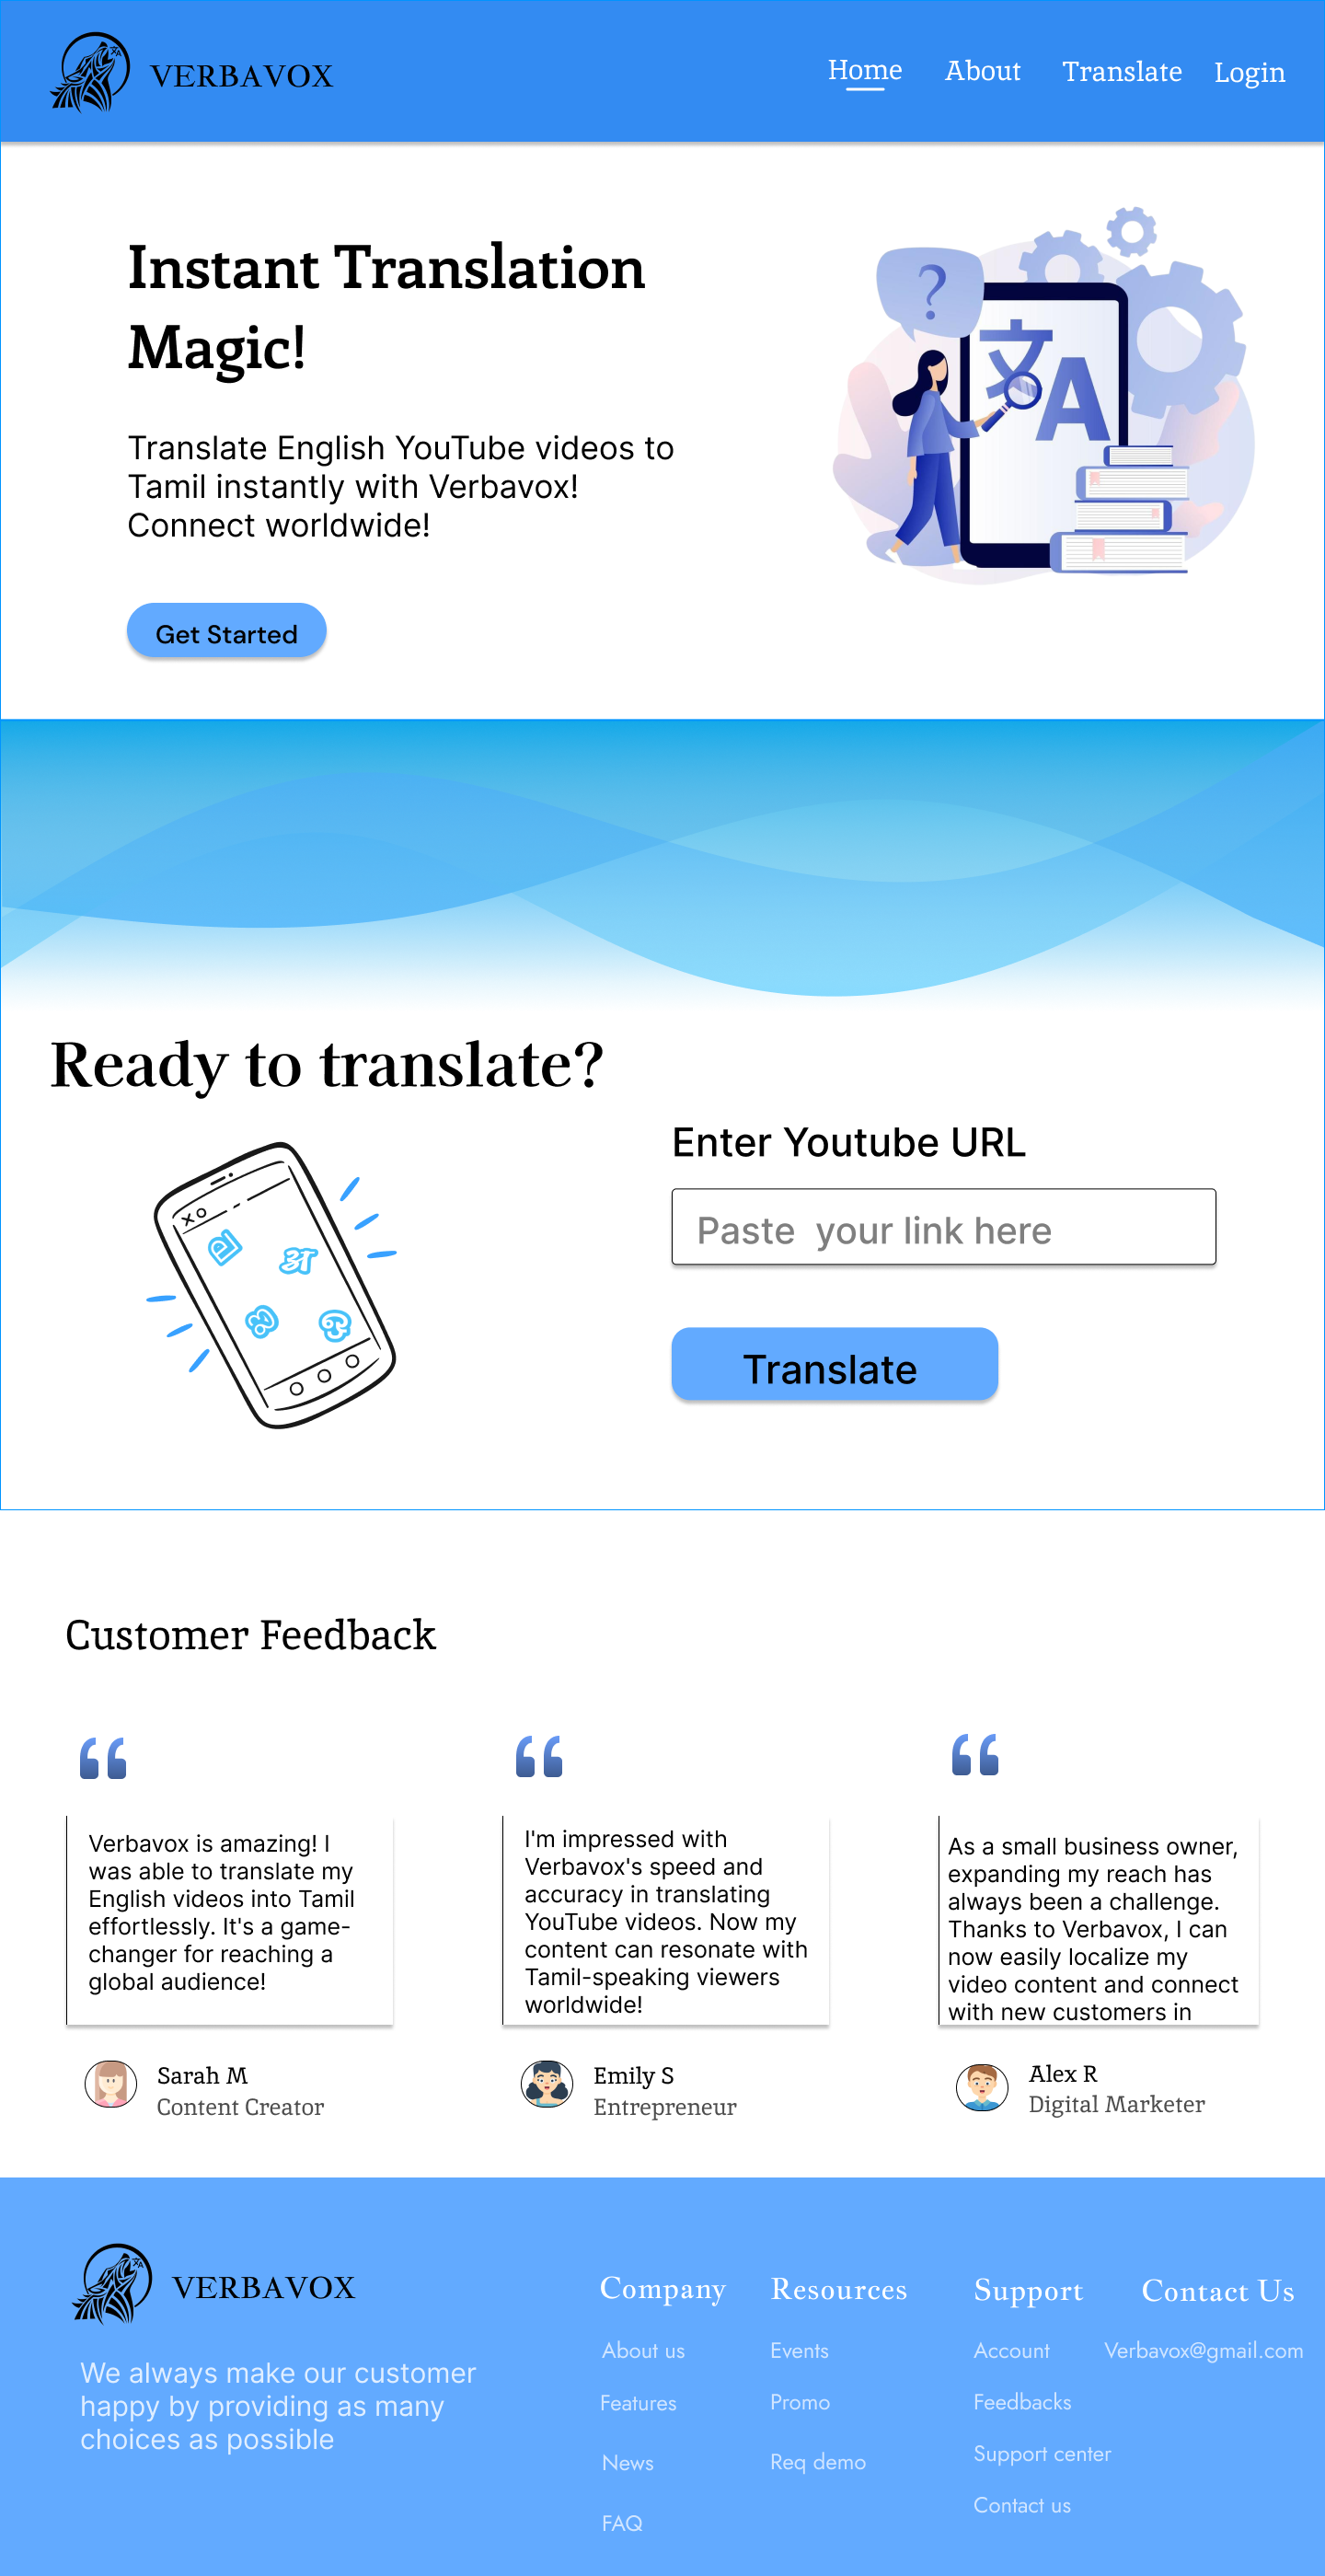 VERBAVOX
Home About Translate Login
Instant Translation
Magic!
?
文A
Translate English YouTube videos to
Tamil instantly with Verbavox!
Connect worldwide!
Get Started
Ready to translate?
Enter Youtube URL
Paste  your link here
Translate
Customer Feedback
Verbavox is amazing! I
was able to translate my
English videos into Tamil
effortlessly. It's a game-
changer for reaching a
global audience!
Sarah M
Content Creator
I'm impressed with
Verbavox's speed and
accuracy in translating
YouTube videos. Now my
content can resonate with
Tamil-speaking viewers
worldwide!
Emily S
Entrepreneur
As a small business owner,
expanding my reach has
always been a challenge.
Thanks to Verbavox, I can
now easily localize my
video content and connect
with new customers in
Alex R
Digital Marketer
VERBAVOX
We always make our customer
happy by providing as many
choices as possible
Company
About us
Features
News
FAQ
Resources
Events
Promo
Req demo
Support
Account
Feedbacks
Support center
Contact us
Contact Us
Verbavox@gmail.com